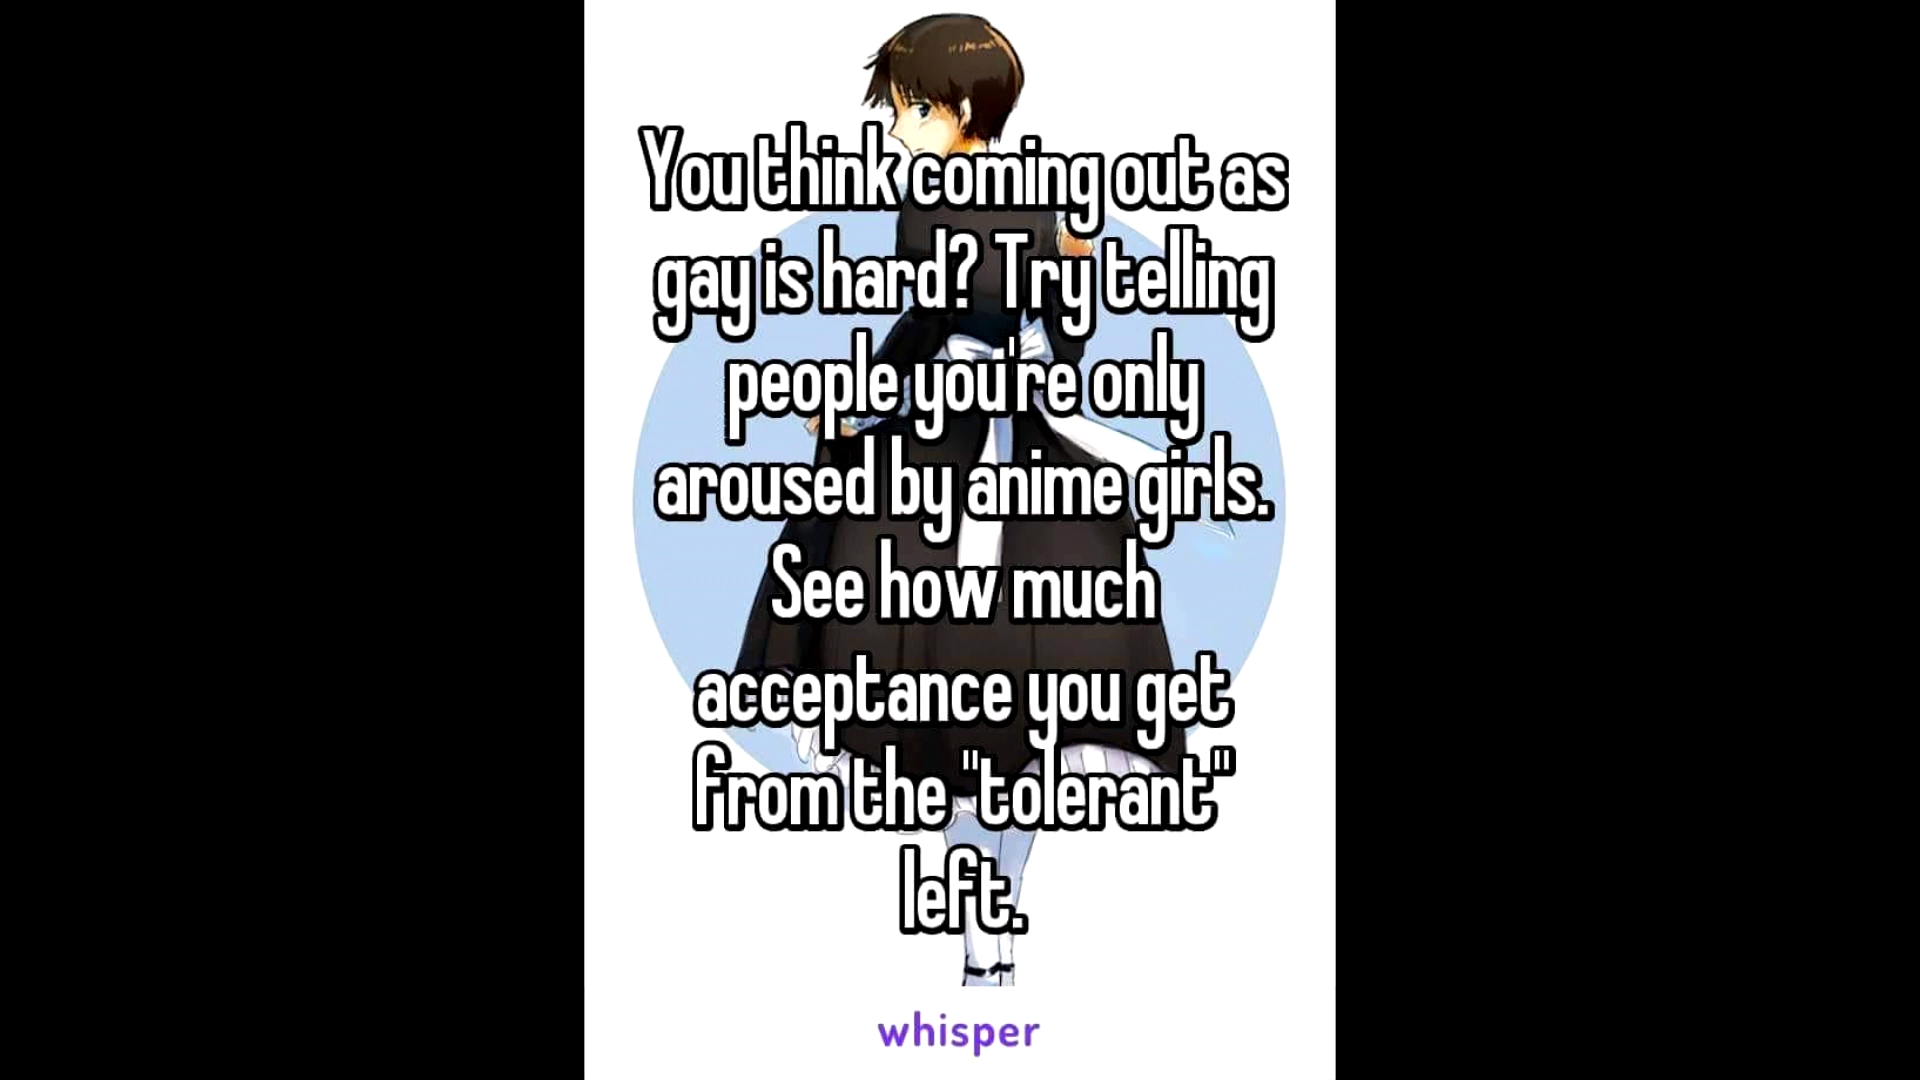 You think coming out as
gay is hard? Try telling
people you're only
aroused by anime girls.
See how much
acceptance you get
from the "tolerant"
left.
whisper